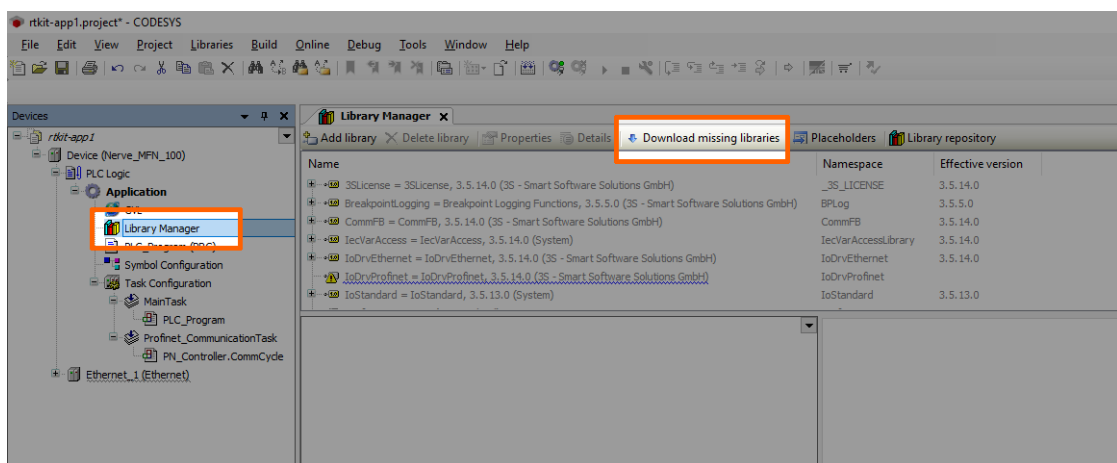 rtkit-app1.project* - CODESYS
File Edit View Project Libraries Build Online Debug Tools Window Help
Devices
rtkit-app1
Device (Nerve_MFN_100)
PLC Logic
Application
GVL
Library Manager
PLC_Program (PRG)
Symbol Configuration
Task Configuration
MainTask
PLC_Program
Profinet_CommunicationTask
PN_Controller.CommCycle
Ethernet_1 (Ethernet)
Library Manager
Add library Delete library Properties Details Download missing libraries Placeholders Library repository
Name Namespace Effective version
3SLicense = 3SLicense, 3.5.14.0 (3S - Smart Software Solutions GmbH) _3S_LICENSE 3.5.14.0
BreakpointLogging = Breakpoint Logging Functions, 3.5.5.0 (3S - Smart Software Solutions GmbH) BPLog 3.5.5.0
CommFB = CommFB, 3.5.14.0 (3S - Smart Software Solutions GmbH) CommFB 3.5.14.0
IecVarAccess = IecVarAccess, 3.5.14.0 (System) IecVarAccessLibrary 3.5.14.0
IoDrvEthernet = IoDrvEthernet, 3.5.14.0 (3S - Smart Software Solutions GmbH) IoDrvEthernet 3.5.14.0
IoDrvProfinet = IoDrvProfinet, 3.5.14.0 (3S - Smart Software Solutions GmbH) IoDrvProfinet
IoStandard = IoStandard, 3.5.13.0 (System) IoStandard 3.5.13.0